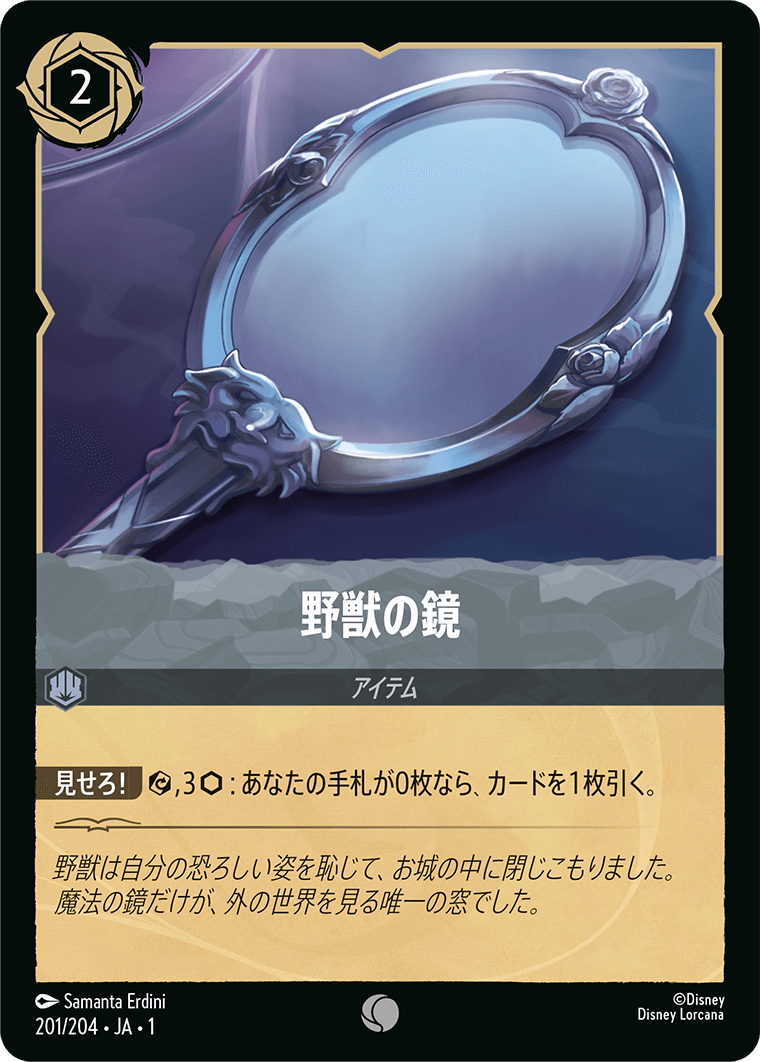 2
野獣の鏡
アイテム
見せろ! ,3 : あなたの手札が0枚なら、カードを1枚引く。
野獣は自分の恐ろしい姿を恥じて、お城の中に閉じこもりました。
魔法の鏡だけが、外の世界を見る唯一の窓でした。
Samanta Erdini
©Disney
201/204 • JA • 1
Disney Lorcana